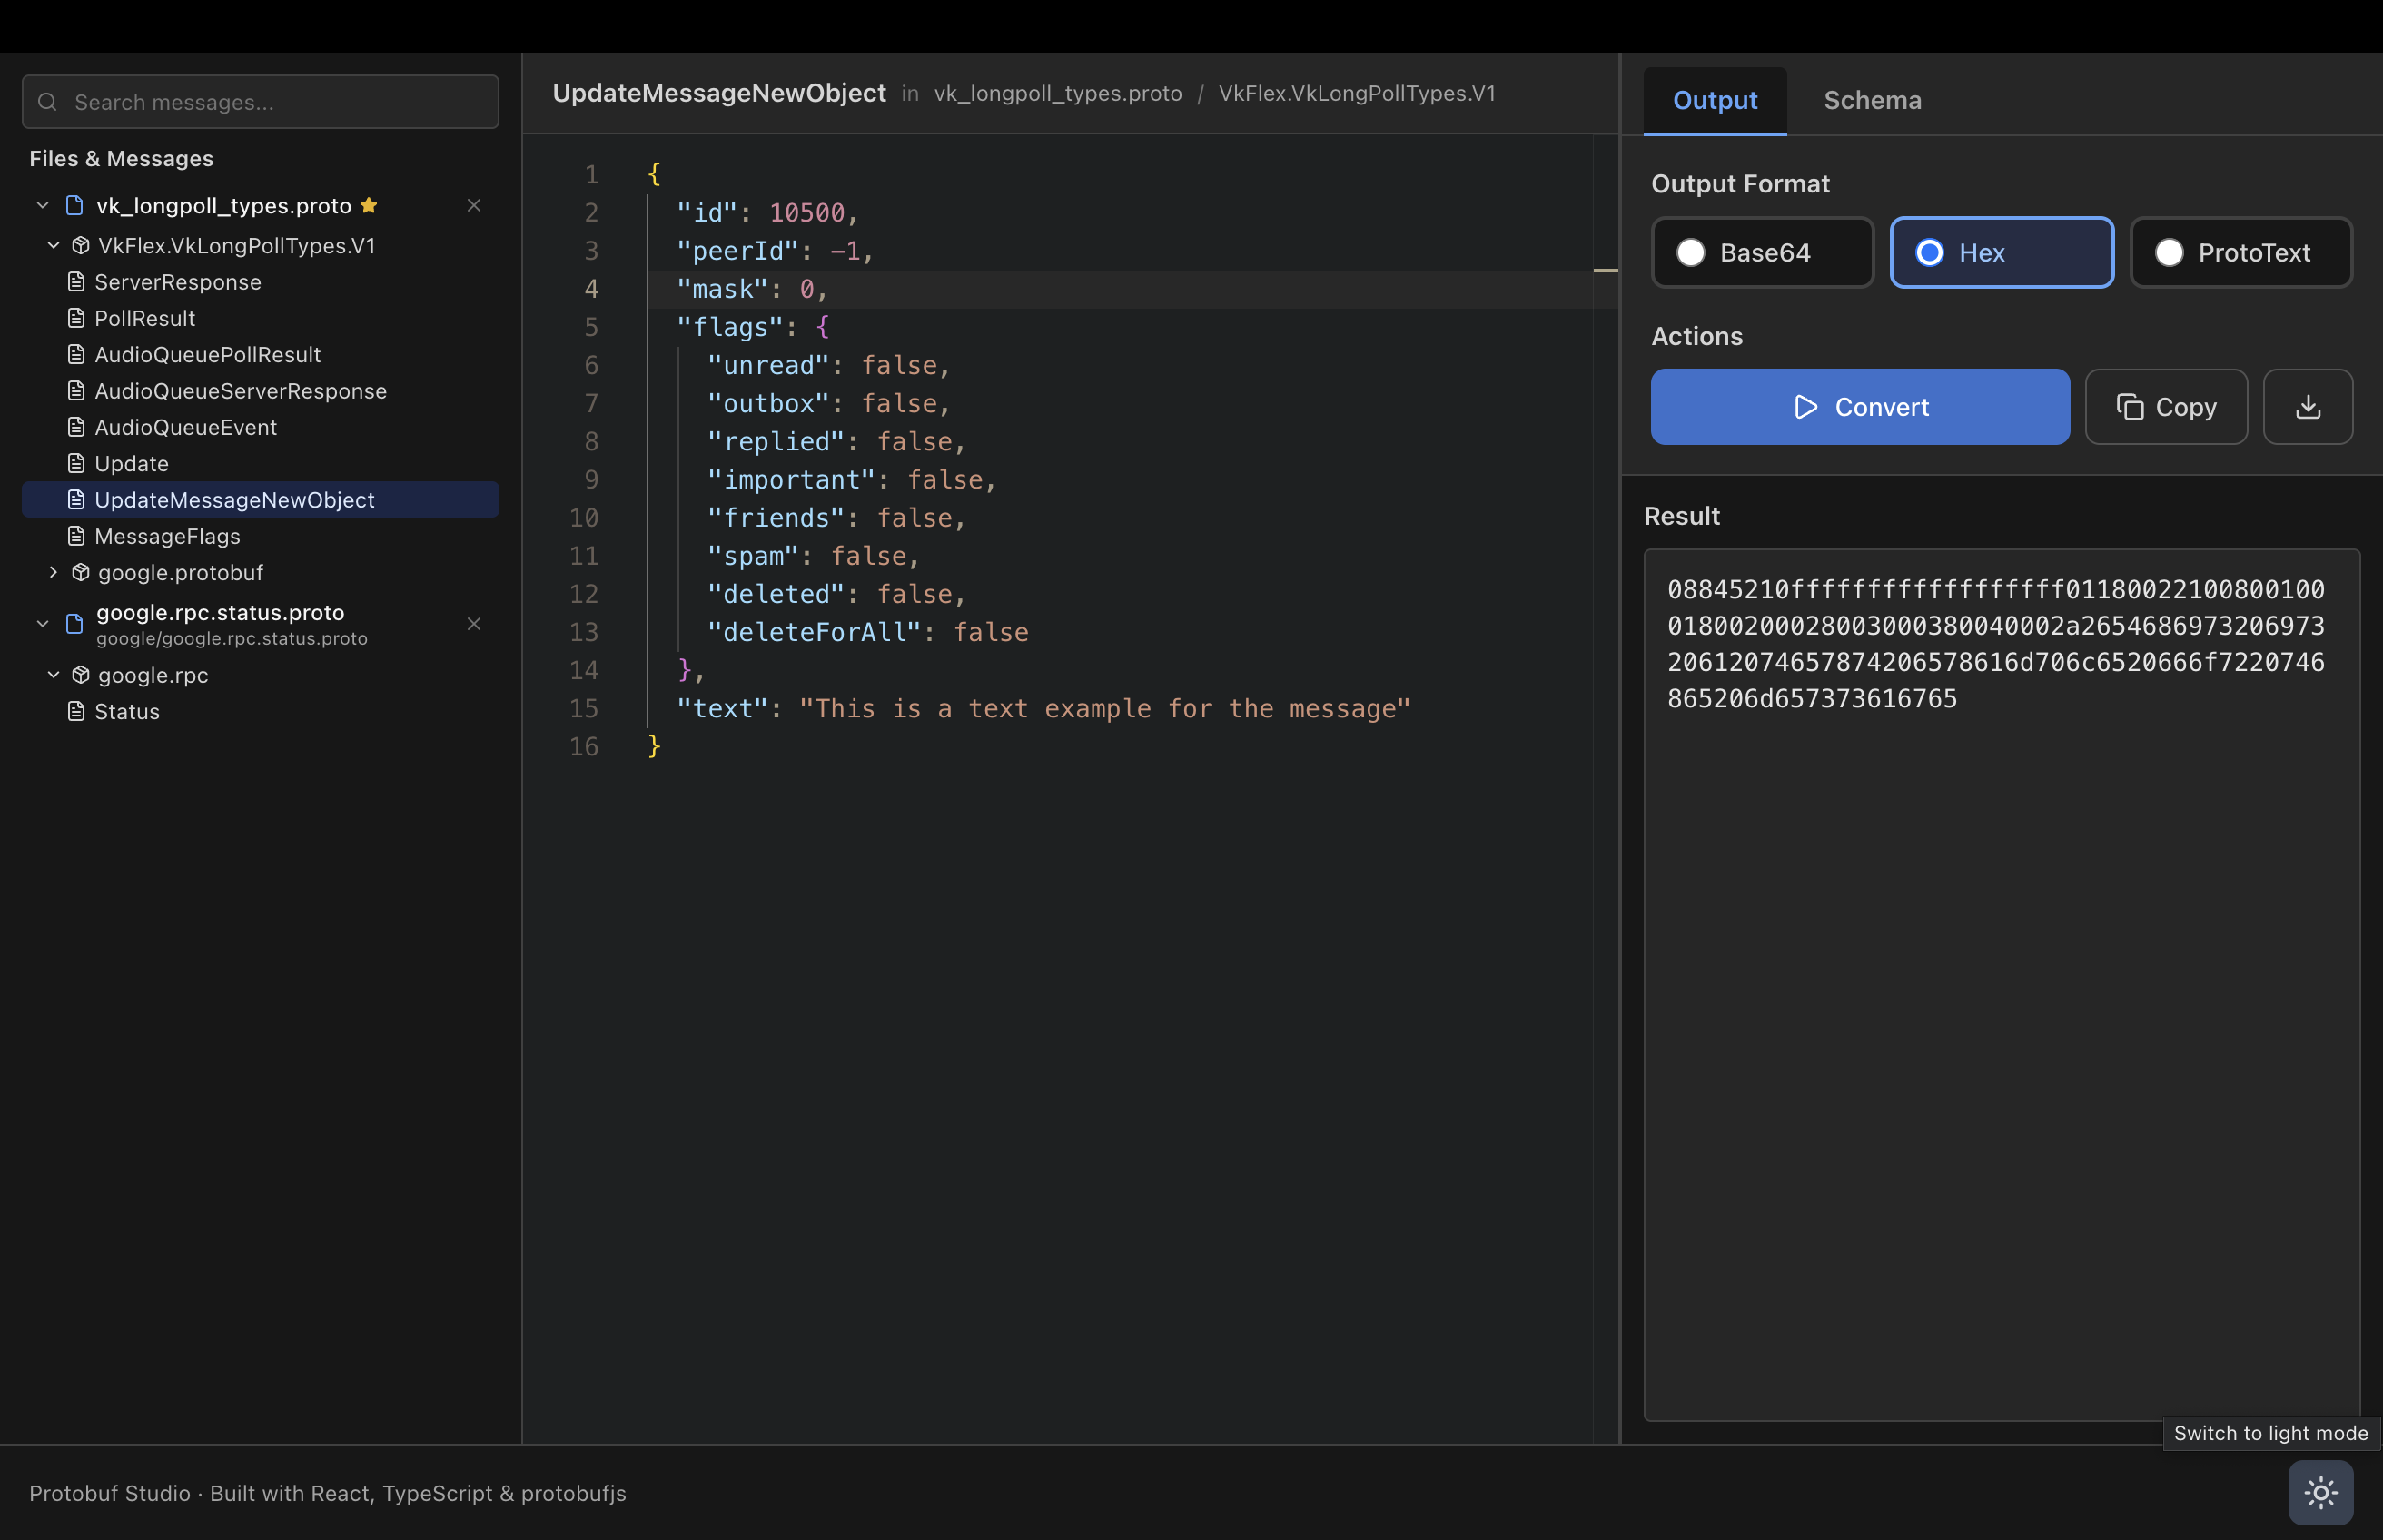 Search messages...
Files & Messages
vk_longpoll_types.proto
VkFlex.VkLongPollTypes.V1
ServerResponse
PollResult
AudioQueuePollResult
AudioQueueServerResponse
AudioQueueEvent
Update
UpdateMessageNewObject
MessageFlags
google.protobuf
google.rpc.status.proto
google/google.rpc.status.proto
google.rpc
Status
UpdateMessageNewObject in vk_longpoll_types.proto / VkFlex.VkLongPollTypes.V1
1 {
2 "id": 10500,
3 "peerId": -1,
4 "mask": 0,
5 "flags": {
6 "unread": false,
7 "outbox": false,
8 "replied": false,
9 "important": false,
10 "friends": false,
11 "spam": false,
12 "deleted": false,
13 "deleteForAll": false
14 },
15 "text": "This is a text example for the message"
16 }
Output Schema
Output Format
Base64 Hex ProtoText
Actions
Convert Copy
Result
08845210ffffffffffffffffff01180022100800100
0180020002800300038004000​2a2654686973206973
20612074657874206578616d706c6520666f7220746
865206d657373616765
Switch to light mode
Protobuf Studio · Built with React, TypeScript & protobufjs